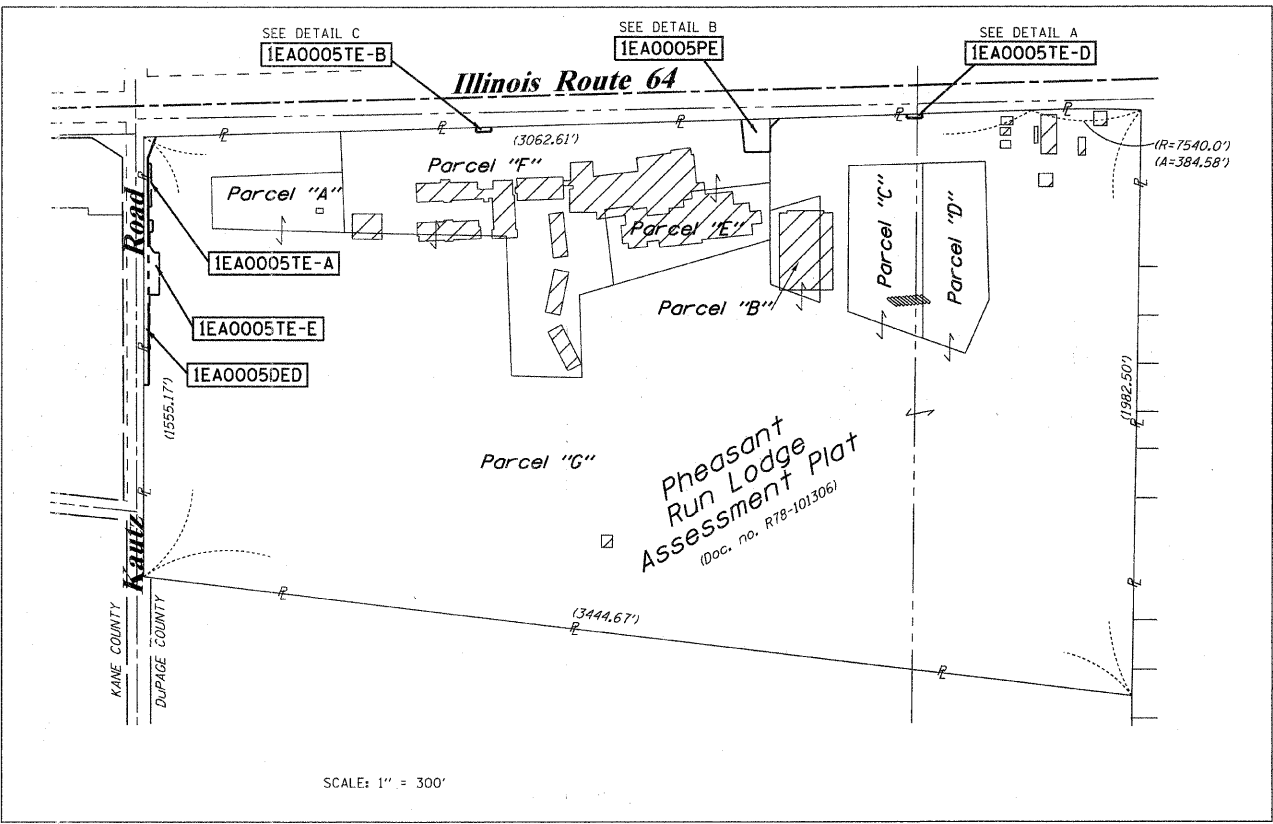 SEE DETAIL C
1EA0005TE-B
SEE DETAIL B
1EA0005PE
SEE DETAIL A
1EA0005TE-D
Illinois Route 64
(3062.61')
(R=7540.0')
(A=384.58')
Parcel "F"
Parcel "A"
Parcel "E"
Parcel "C"
Parcel "D"
Parcel "B"
Road
1EA0005TE-A
1EA0005TE-E
1EA0005DED
(1555.17')
(1982.50')
Parcel "G"
Pheasant
Run Lodge
Assessment Plat
(Doc. no. R78-101306)
Kautz
(3444.67')
KANE COUNTY
DuPAGE COUNTY
SCALE: 1" = 300'